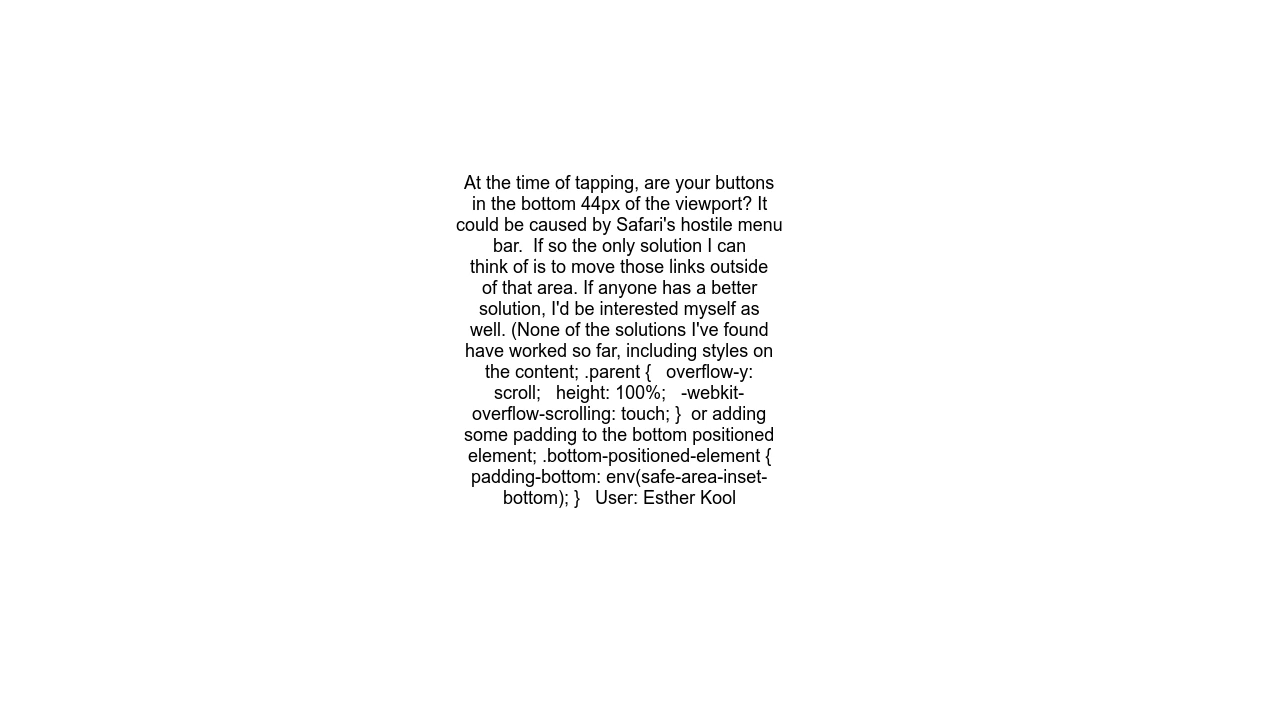 At the time of tapping, are your buttons
in the bottom 44px of the viewport? It
could be caused by Safari's hostile menu
bar.  If so the only solution I can
think of is to move those links outside
of that area. If anyone has a better
solution, I'd be interested myself as
well. (None of the solutions I've found
have worked so far, including styles on
the content; .parent {   overflow-y:
scroll;   height: 100%;   -webkit-
overflow-scrolling: touch; }  or adding
some padding to the bottom positioned
element; .bottom-positioned-element {
padding-bottom: env(safe-area-inset-
bottom); }   User: Esther Kool